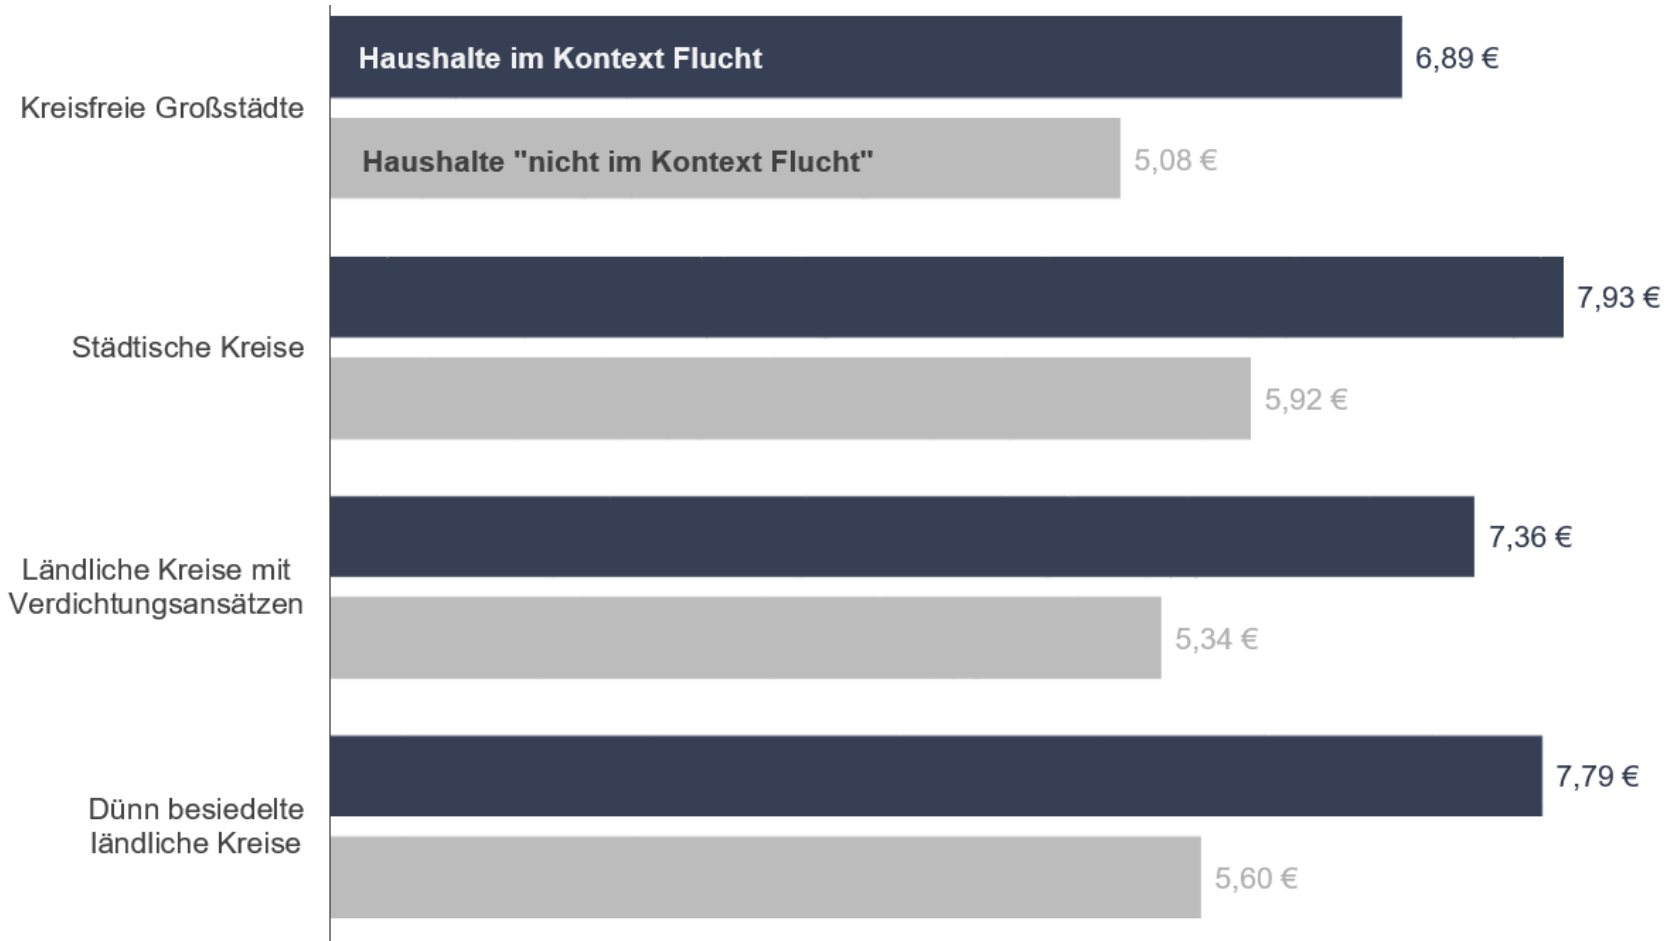 Haushalte im Kontext Flucht
6,89 €
Kreisfreie Großstädte
Haushalte "nicht im Kontext Flucht"
5,08 €
7,93 €
Städtische Kreise
5,92 €
7,36 €
Ländliche Kreise mit
Verdichtungsansätzen
5,34 €
7,79 €
Dünn besiedelte
ländliche Kreise
5,60 €